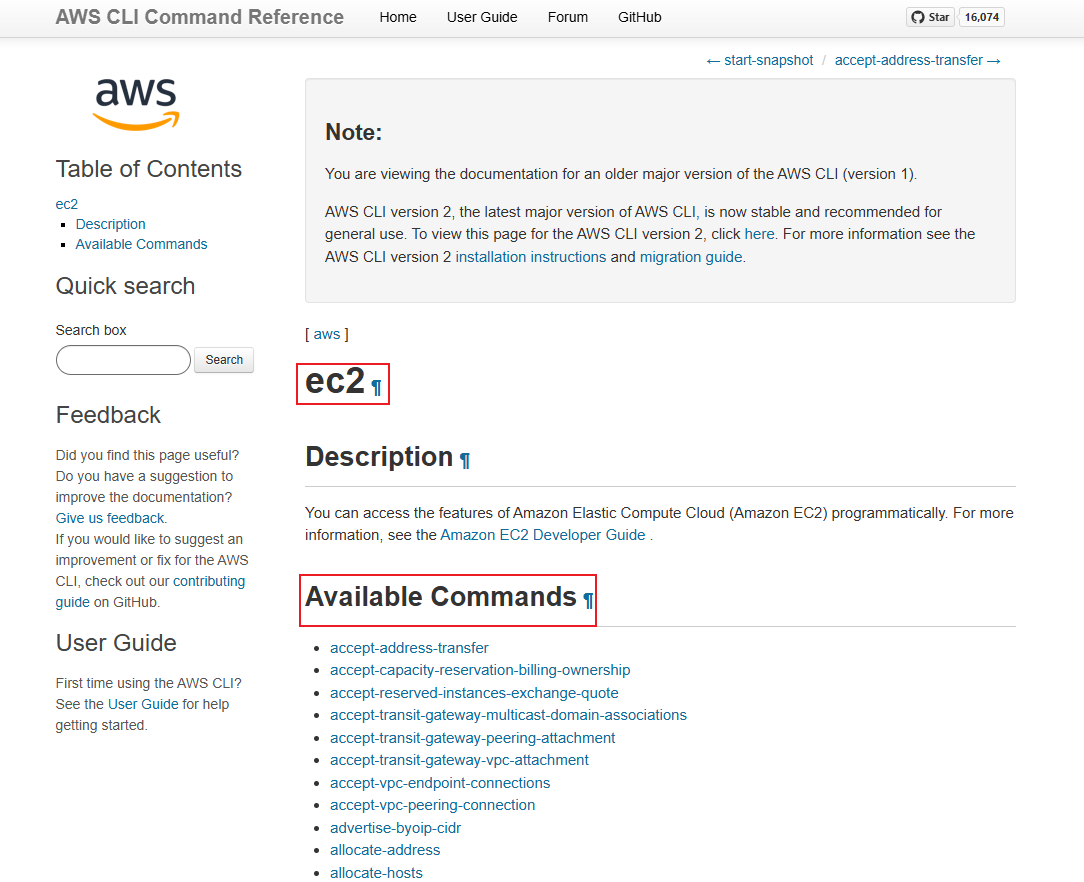 AWS CLI Command Reference Home User Guide Forum GitHub Star 16,074
← start-snapshot / accept-address-transfer →
aws
Table of Contents
ec2
▪ Description
▪ Available Commands
Quick search
Search box
Search
Feedback
Did you find this page useful?
Do you have a suggestion to
improve the documentation?
Give us feedback.
If you would like to suggest an
improvement or fix for the AWS
CLI, check out our contributing
guide on GitHub.
User Guide
First time using the AWS CLI?
See the User Guide for help
getting started.
Note:
You are viewing the documentation for an older major version of the AWS CLI (version 1).
AWS CLI version 2, the latest major version of AWS CLI, is now stable and recommended for
general use. To view this page for the AWS CLI version 2, click here. For more information see the
AWS CLI version 2 installation instructions and migration guide.
[ aws ]
ec2 ¶
Description ¶
You can access the features of Amazon Elastic Compute Cloud (Amazon EC2) programmatically. For more
information, see the Amazon EC2 Developer Guide .
Available Commands ¶
• accept-address-transfer
• accept-capacity-reservation-billing-ownership
• accept-reserved-instances-exchange-quote
• accept-transit-gateway-multicast-domain-associations
• accept-transit-gateway-peering-attachment
• accept-transit-gateway-vpc-attachment
• accept-vpc-endpoint-connections
• accept-vpc-peering-connection
• advertise-byoip-cidr
• allocate-address
• allocate-hosts